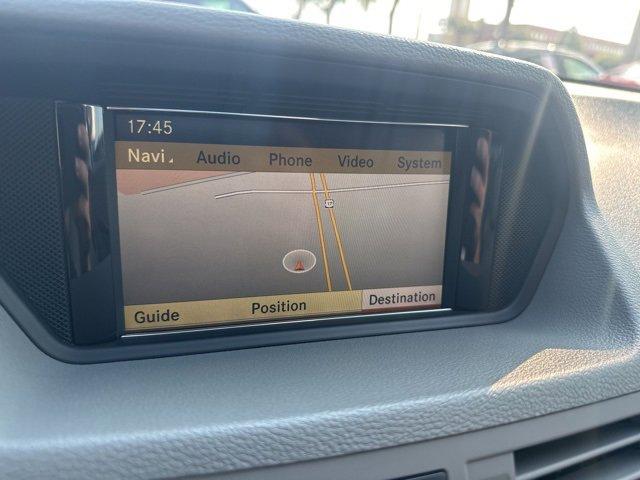 17:45
Navi Audio Phone Video System
Guide Position Destination